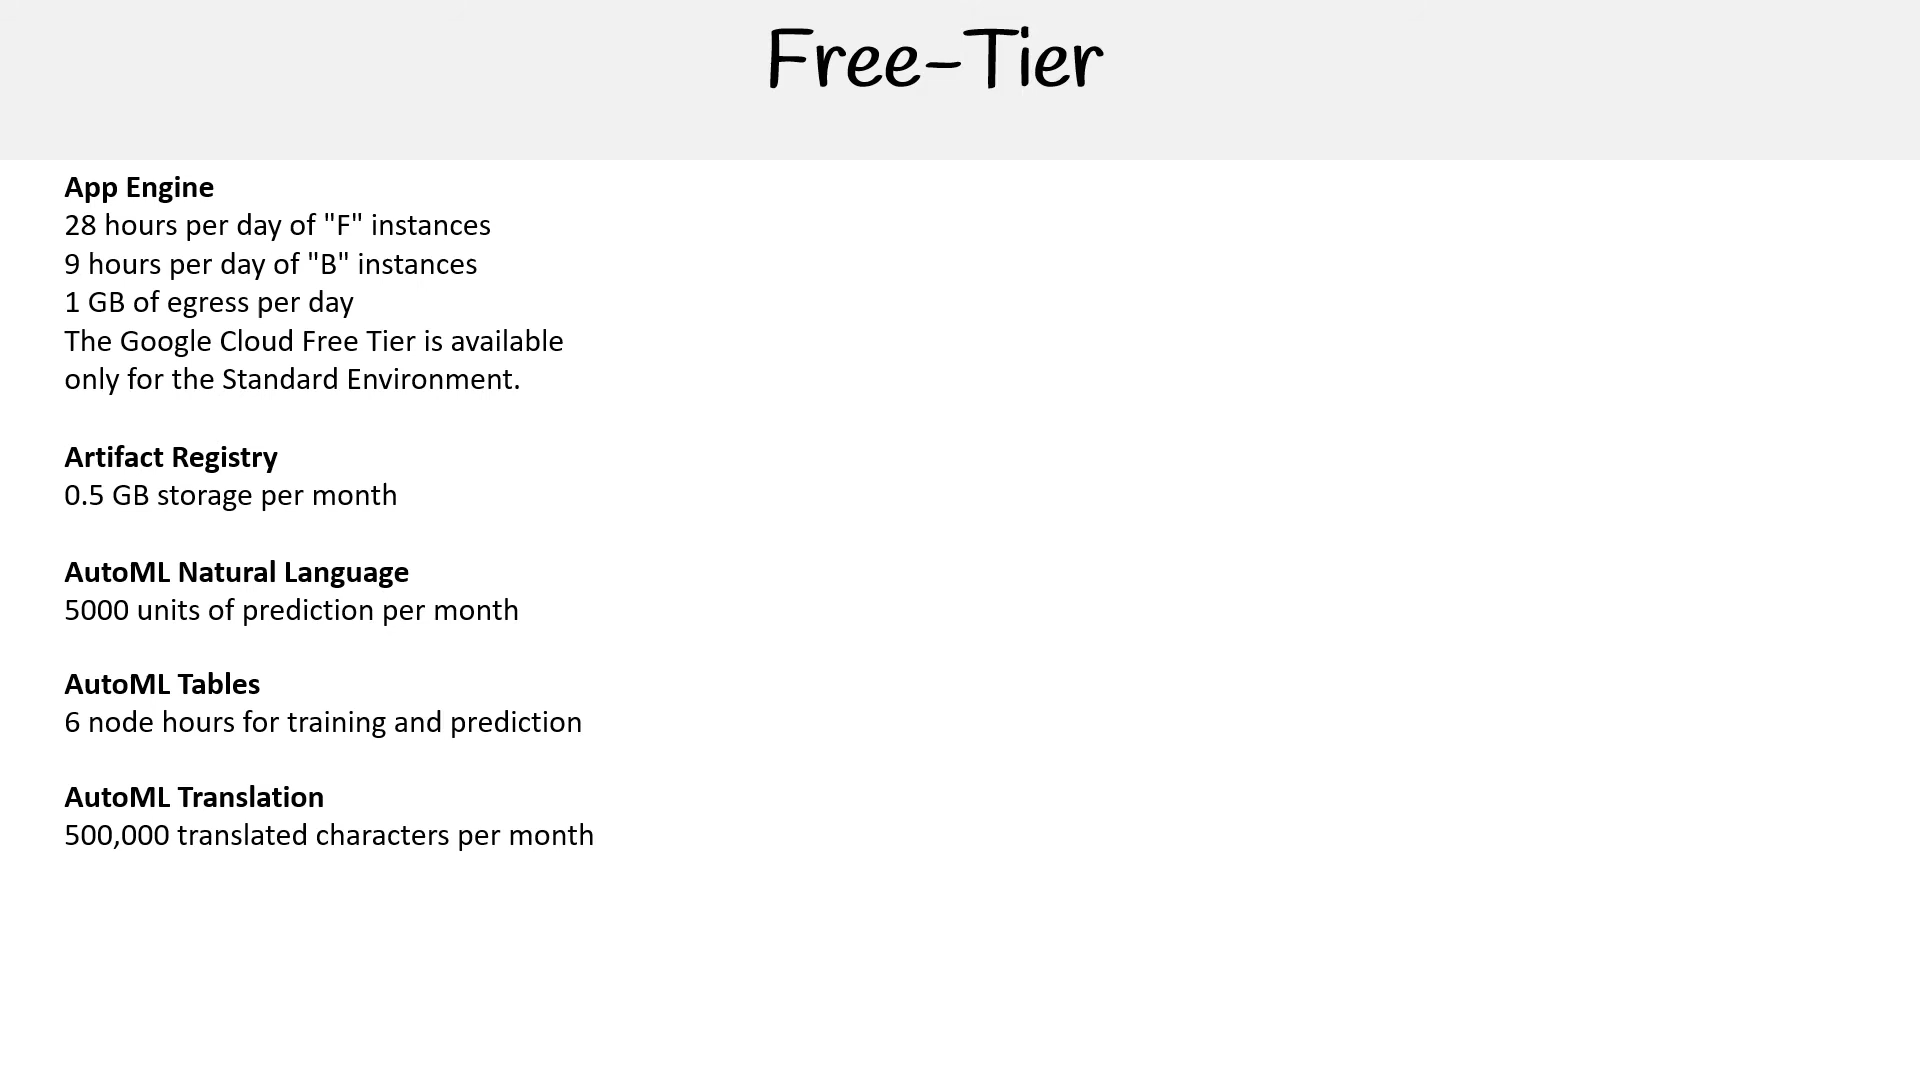 Free-Tier
App Engine
28 hours per day of "F" instances
9 hours per day of "B" instances
1 GB of egress per day
The Google Cloud Free Tier is available
only for the Standard Environment.
Artifact Registry
0.5 GB storage per month
AutoML Natural Language
5000 units of prediction per month
AutoML Tables
6 node hours for training and prediction
AutoML Translation
500,000 translated characters per month